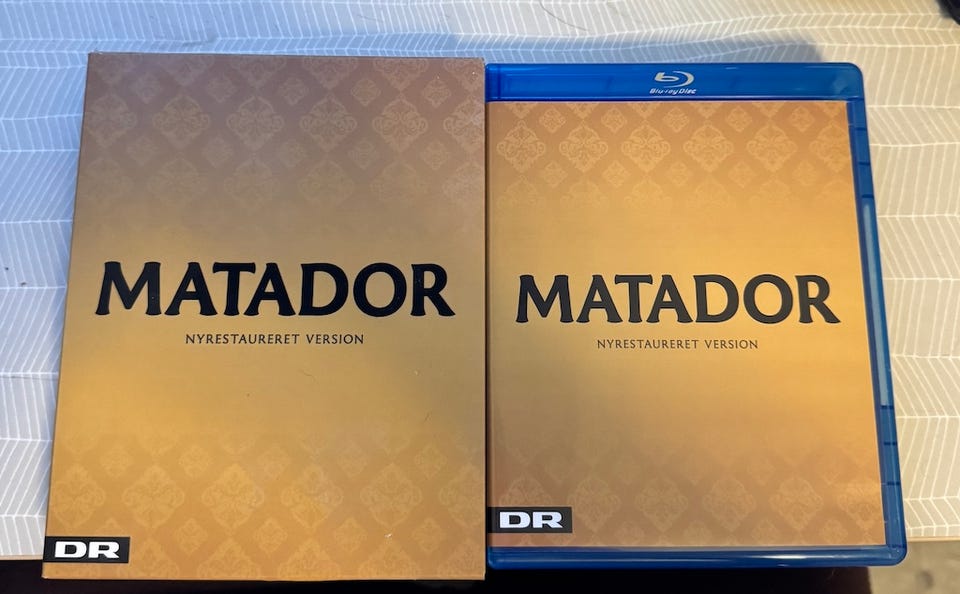 MATADOR
NYRESTAURERET VERSION
DR
Blu-ray Disc
MATADOR
NYRESTAURERET VERSION
DR